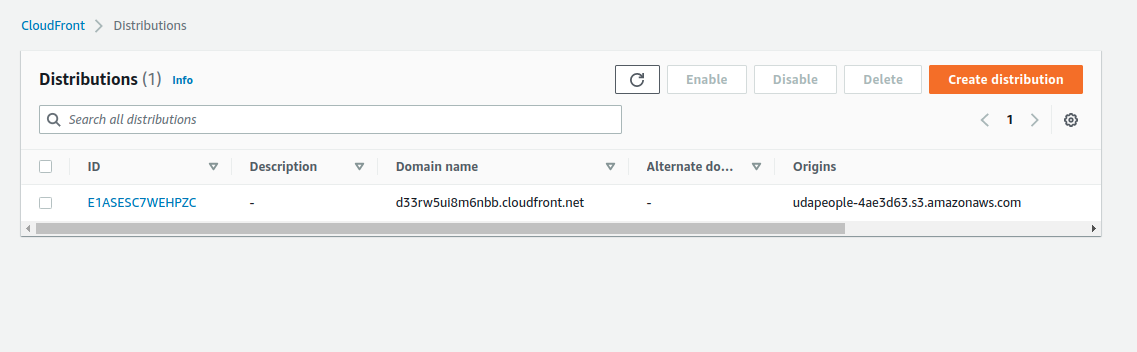 CloudFront > Distributions
Distributions (1) Info Enable Disable Delete Create distribution
Search all distributions 1
ID Description Domain name Alternate do... Origins
E1ASESC7WEHPZC - d33rw5ui8m6nbb.cloudfront.net - udapeople-4ae3d63.s3.amazonaws.com